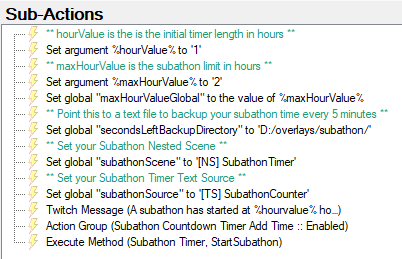 Sub-Actions
** hourValue is the is the initial timer length in hours **
Set argument %hourValue% to '1'
** maxHourValue is the subathon limit in hours **
Set argument %maxHourValue% to '2'
Set global "maxHourValueGlobal" to the value of %maxHourValue%
** Point this to a text file to backup your subathon time every 5 minutes **
Set global "secondsLeftBackupDirectory" to 'D:/overlays/subathon/'
** Set your Subathon Nested Scene **
Set global "subathonScene" to '[NS] SubathonTimer'
** Set your Subathon Timer Text Source **
Set global "subathonSource" to '[TS] SubathonCounter'
Twitch Message (A subathon has started at %hourvalue% ho...)
Action Group (Subathon Countdown Timer Add Time :: Enabled)
Execute Method (Subathon Timer, StartSubathon)